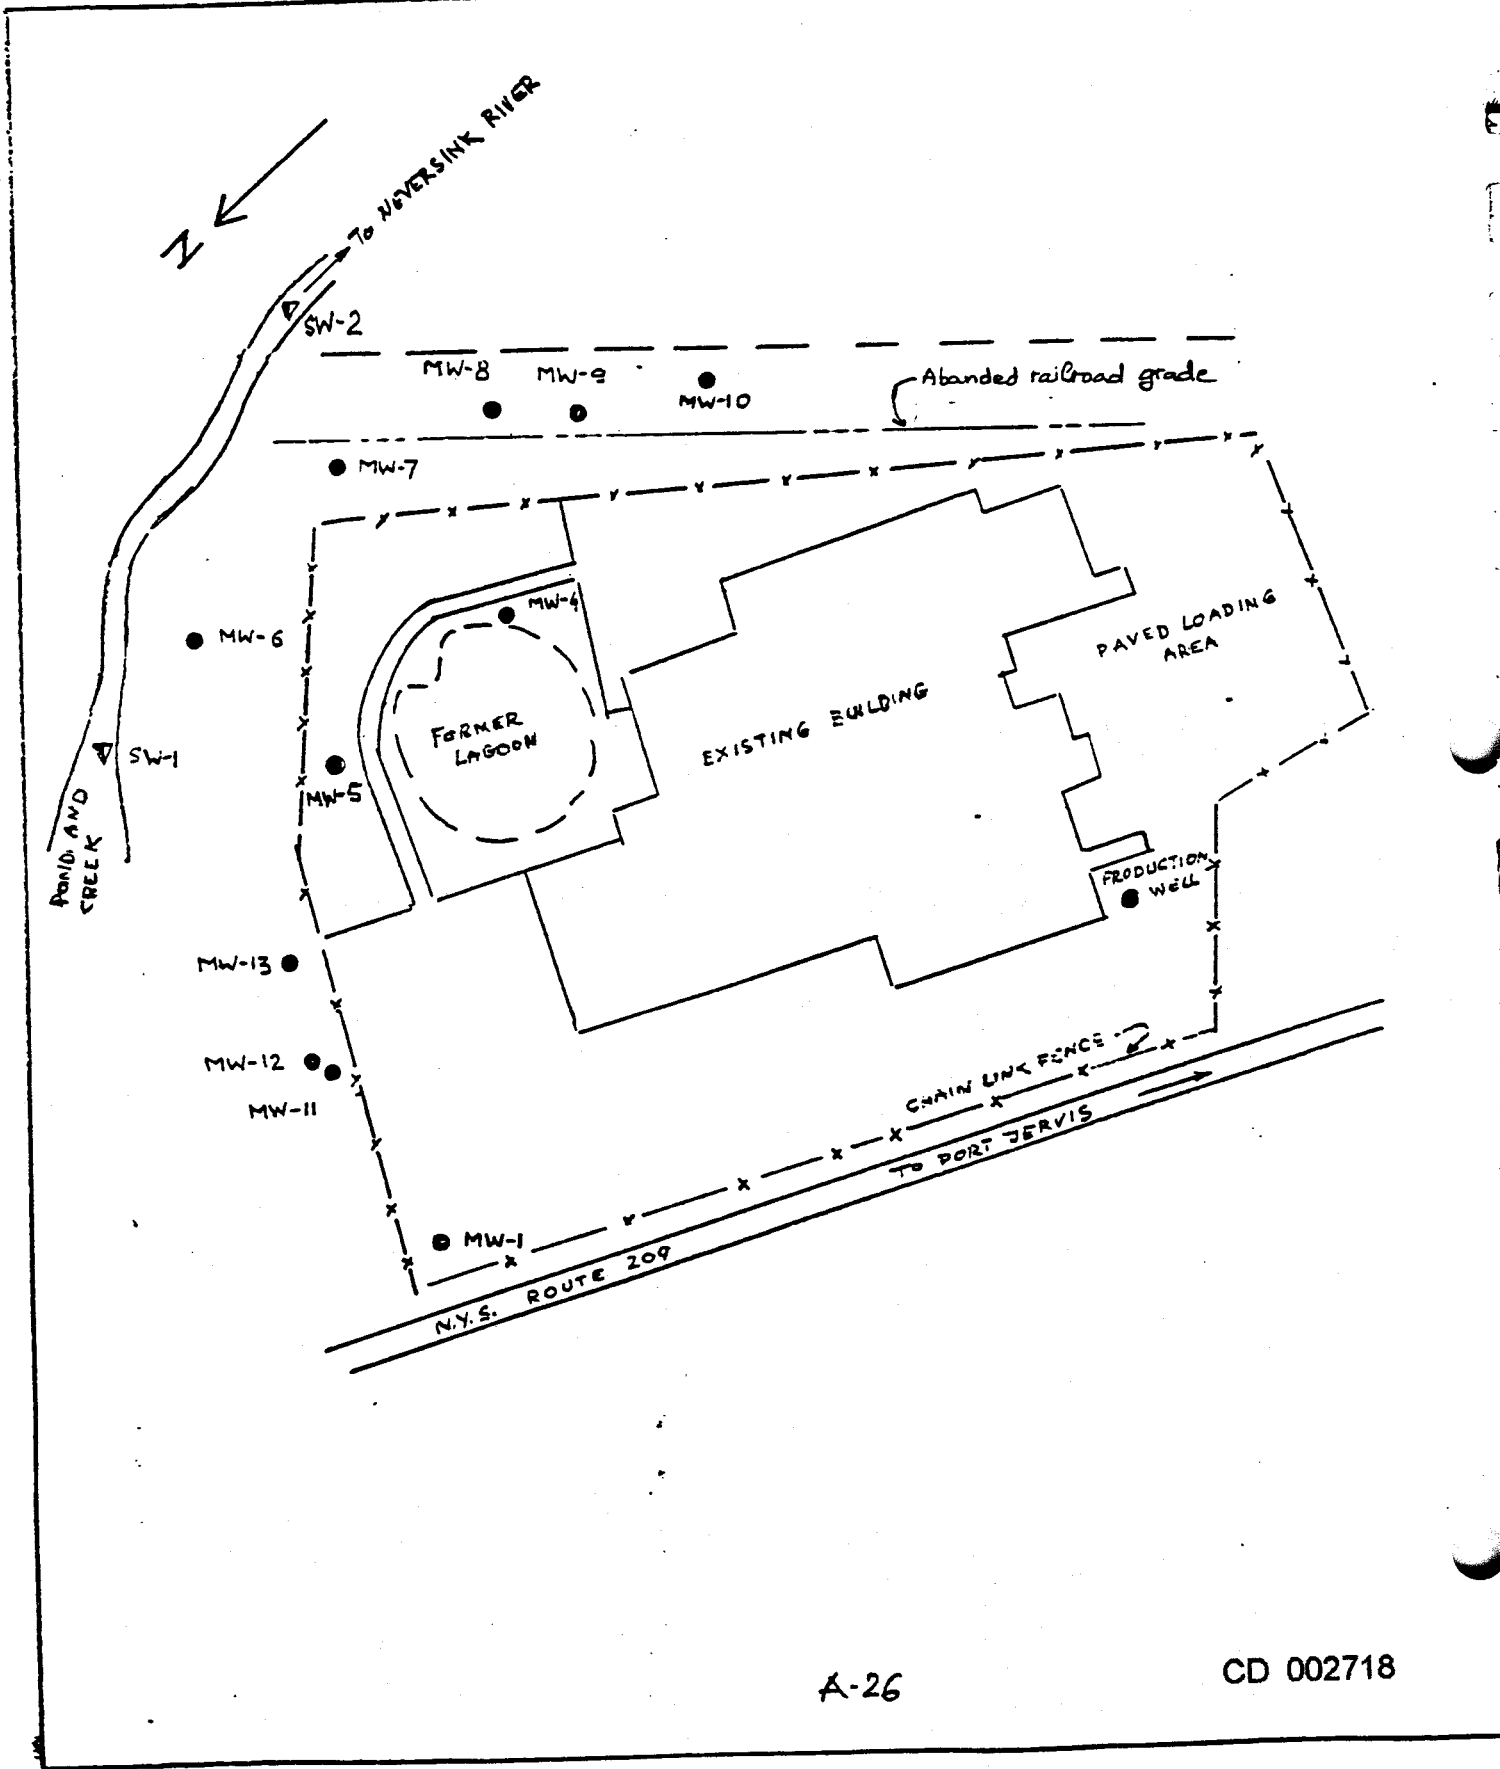 TO NEVERSINK RIVER
N
SW-2
MW-8
MW-9
MW-10
Abanded railroad grade
MW-7
MW-4
MW-6
PAVED LOADING
AREA
FORMER
LAGOON
EXISTING BUILDING
SW-1
MW-5
POND AND
CREEK
PRODUCTION
WELL
MW-13
MW-12
MW-11
CHAIN LINK FENCE
TO PORT JERVIS
MW-1
N.Y.S. ROUTE 209
A-26
CD 002718